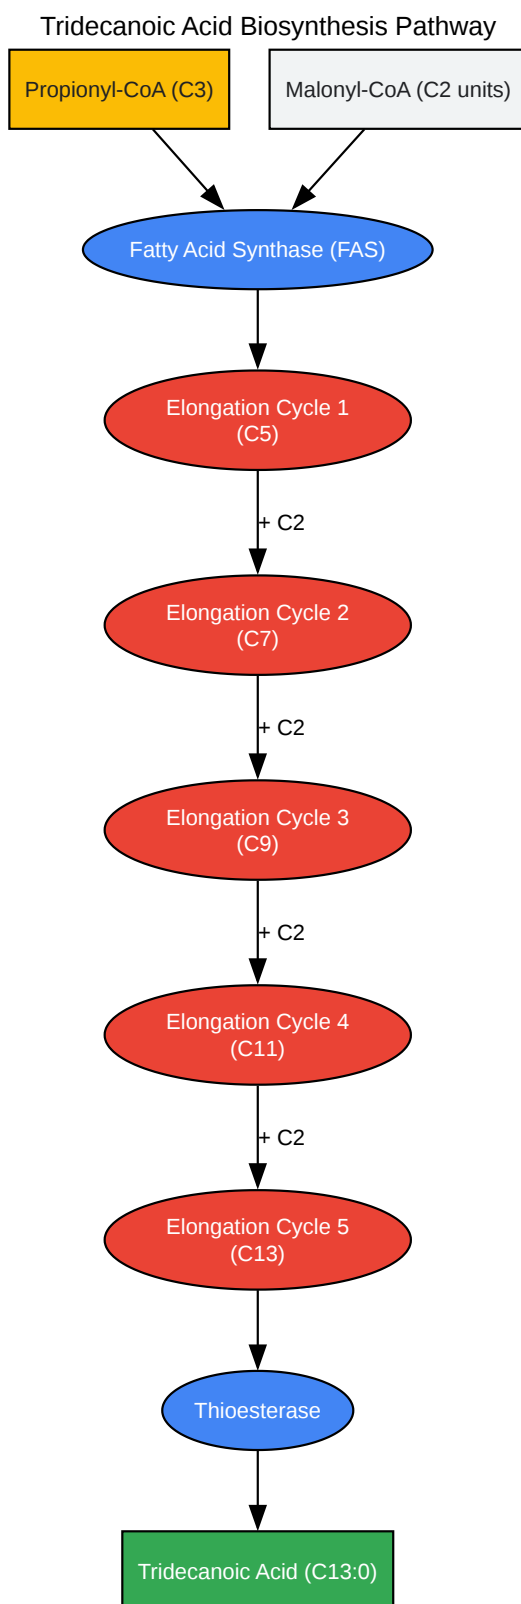 Tridecanoic Acid Biosynthesis Pathway
Propionyl-CoA (C3)
Malonyl-CoA (C2 units)
Fatty Acid Synthase (FAS)
Elongation Cycle 1
(C5)
+ C2
Elongation Cycle 2
(C7)
+ C2
Elongation Cycle 3
(C9)
+ C2
Elongation Cycle 4
(C11)
+ C2
Elongation Cycle 5
(C13)
Thioesterase
Tridecanoic Acid (C13:0)